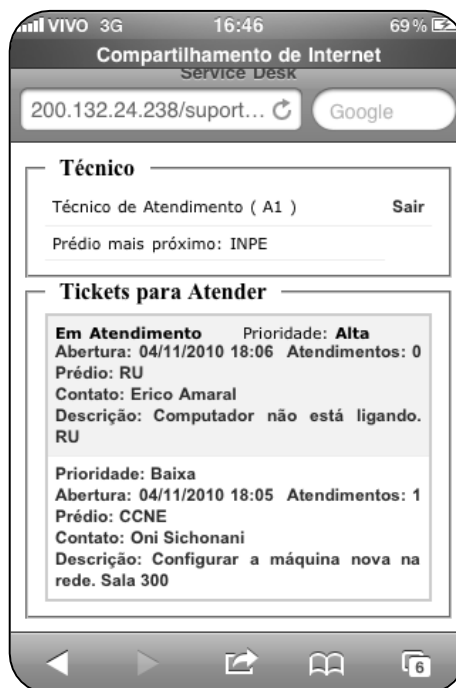 VIVO 3G 16:46 69%
Compartilhamento de Internet
Service Desk
200.132.24.238/suport... Google
Técnico
Técnico de Atendimento ( A1 ) Sair
Prédio mais próximo: INPE
Tickets para Atender
Em Atendimento Prioridade: Alta
Abertura: 04/11/2010 18:06 Atendimentos: 0
Prédio: RU
Contato: Erico Amaral
Descrição: Computador não está ligando.
RU
Prioridade: Baixa
Abertura: 04/11/2010 18:05 Atendimentos: 1
Prédio: CCNE
Contato: Oni Sichonani
Descrição: Configurar a máquina nova na
rede. Sala 300
6